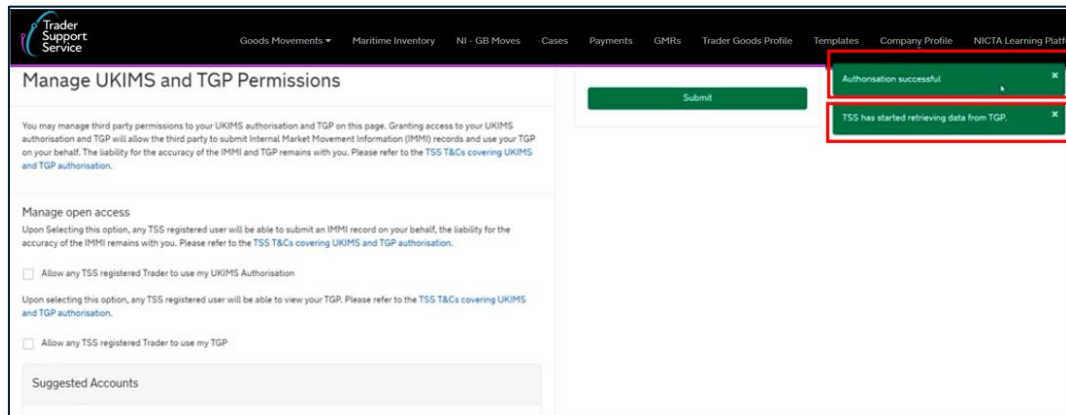 Trader
Support
Service
Goods Movements Maritime Inventory NI - GB Moves Cases Payments GMRs Trader Goods Profile Templates Company Profile NICTA Learning Platf
Manage UKIMS and TGP Permissions
Submit
Authorisation successful
TSS has started retrieving data from TGP.
You may manage third party permissions to your UKIMS authorisation and TGP on this page. Granting access to your UKIMS
authorisation and TGP will allow the third party to submit Internal Market Movement Information (IMMI) records and use your TGP
on your behalf. The liability for the accuracy of the IMMI and TGP remains with you. Please refer to the TSS T&Cs covering UKIMS
and TGP authorisation.
Manage open access
Upon Selecting this option, any TSS registered user will be able to submit an IMMI record on your behalf, the liability for the
accuracy of the IMMI remains with you. Please refer to the TSS T&Cs covering UKIMS and TGP authorisation.
Allow any TSS registered Trader to use my UKIMS Authorisation
Upon selecting this option, any TSS registered user will be able to view your TGP. Please refer to the TSS T&Cs covering UKIMS
and TGP authorisation.
Allow any TSS registered Trader to use my TGP
Suggested Accounts